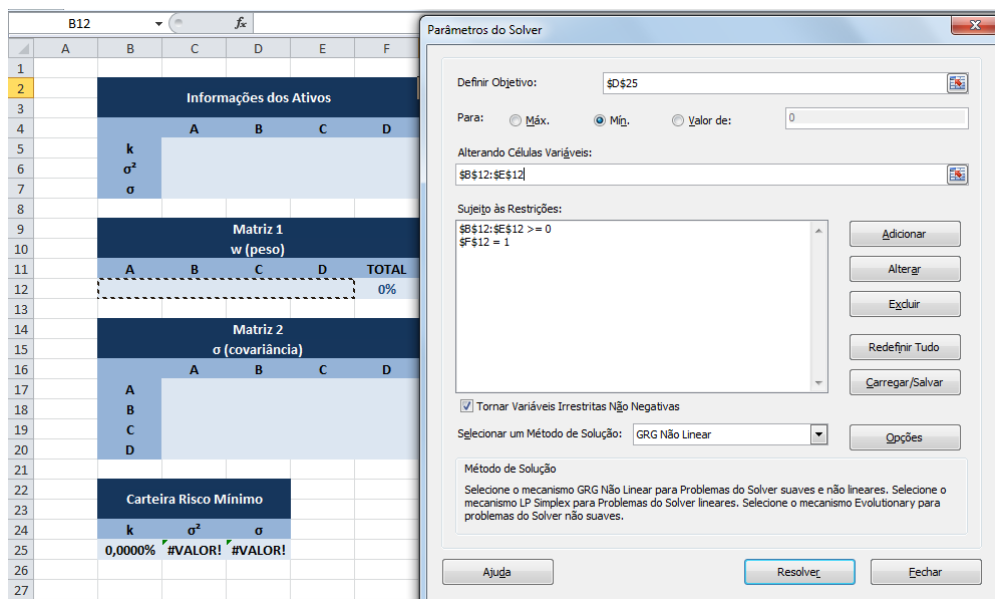 B12 fx
A B C D E F
1
2
3
4
5
6
7
8
9
10
11
12
13
14
15
16
17
18
19
20
21
22
23
24
25
26
27
Informações dos Ativos
A B C D
k
σ²
σ
Matriz 1
w (peso)
A B C D TOTAL
0%
Matriz 2
σ (covariância)
A B C D
A
B
C
D
Carteira Risco Mínimo
k σ² σ
0,0000% #VALOR! #VALOR!
Parâmetros do Solver
Definir Objetivo: $D$25
Para: Máx. Mín. Valor de: 0
Alterando Células Variáveis:
$B$12:$E$12
Sujeito às Restrições:
$B$12:$E$12 >= 0
$F$12 = 1
Adicionar
Alterar
Excluir
Redefinir Tudo
Carregar/Salvar
Tornar Variáveis Irrestritas Não Negativas
Selecionar um Método de Solução: GRG Não Linear
Opções
Método de Solução
Selecione o mecanismo GRG Não Linear para Problemas do Solver suaves e não lineares. Selecione o
mecanismo LP Simplex para Problemas do Solver lineares. Selecione o mecanismo Evolutionary para
problemas do Solver não suaves.
Ajuda
Resolver
Fechar